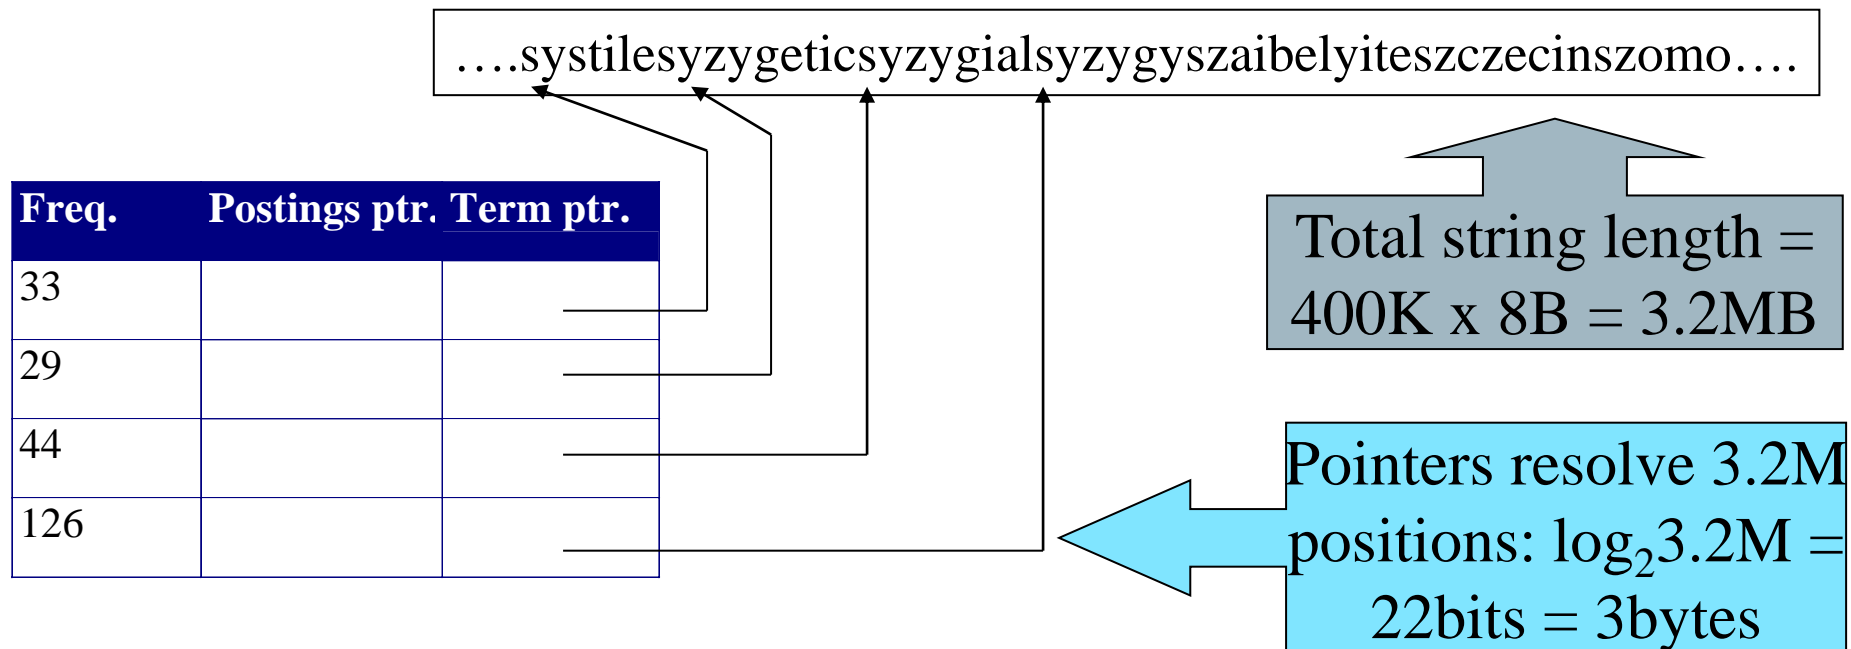 ….systilesyzygeticsyzygialsyzygyszaibelyiteszczecinszomo….
Freq. Postings ptr. Term ptr.
33
29
44
126
Total string length =
400K x 8B = 3.2MB
Pointers resolve 3.2M
positions: log₂3.2M =
22bits = 3bytes